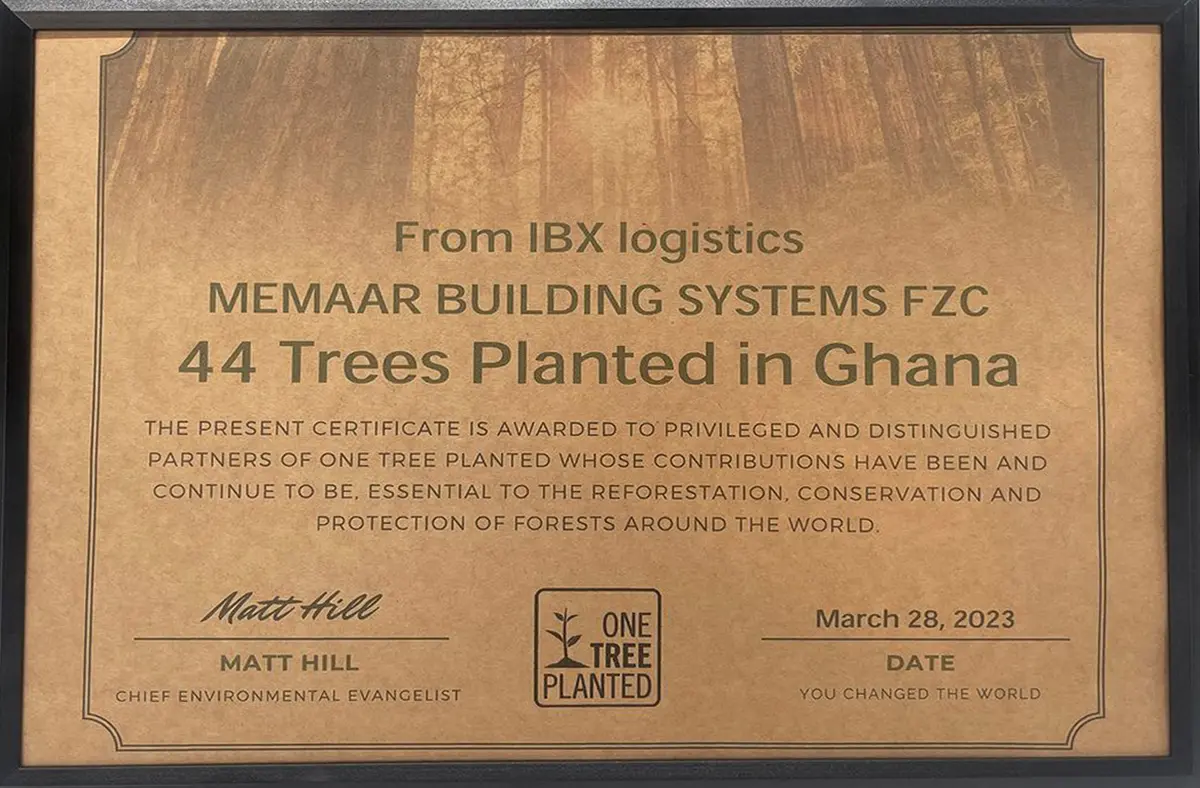 From IBX logistics
MEMAAR BUILDING SYSTEMS FZC
44 Trees Planted in Ghana
THE PRESENT CERTIFICATE IS AWARDED TO PRIVILEGED AND DISTINGUISHED
PARTNERS OF ONE TREE PLANTED WHOSE CONTRIBUTIONS HAVE BEEN AND
CONTINUE TO BE, ESSENTIAL TO THE REFORESTATION, CONSERVATION AND
PROTECTION OF FORESTS AROUND THE WORLD.
Matt Hill
MATT HILL
CHIEF ENVIRONMENTAL EVANGELIST
ONE
TREE
PLANTED
March 28, 2023
DATE
YOU CHANGED THE WORLD